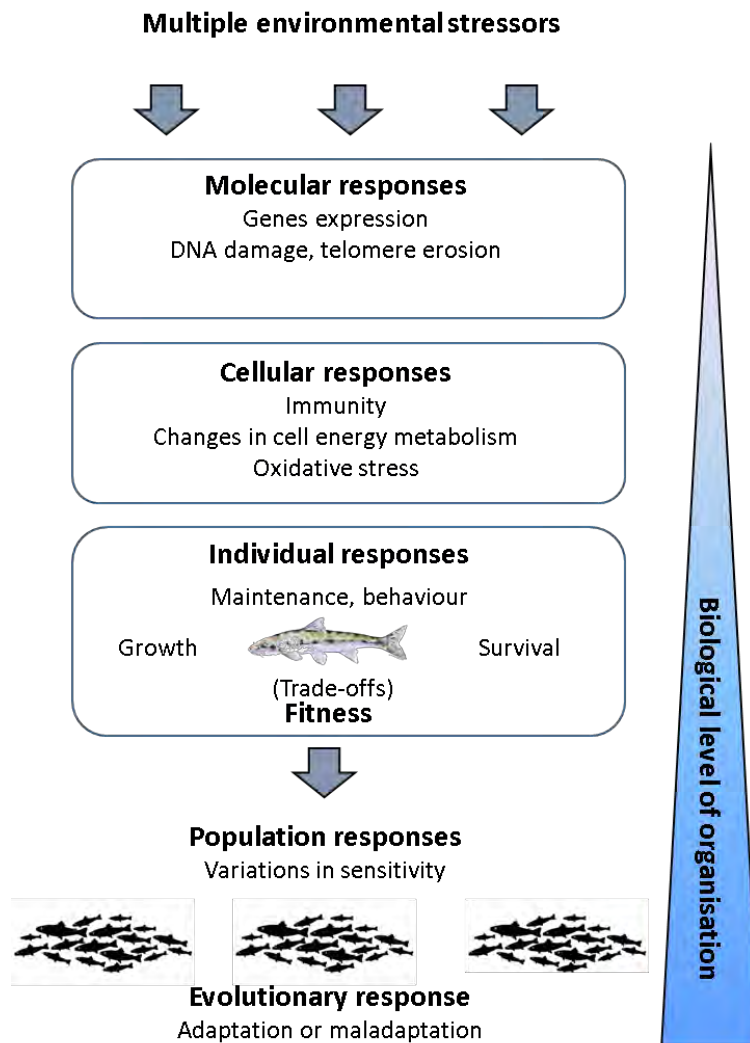 Multiple environmental stressors
Molecular responses
Genes expression
DNA damage, telomere erosion
Cellular responses
Immunity
Changes in cell energy metabolism
Oxidative stress
Individual responses
Maintenance, behaviour
Growth
Survival
(Trade-offs)
Fitness
Population responses
Variations in sensitivity
Evolutionary response
Adaptation or maladaptation
Biological level of organisation